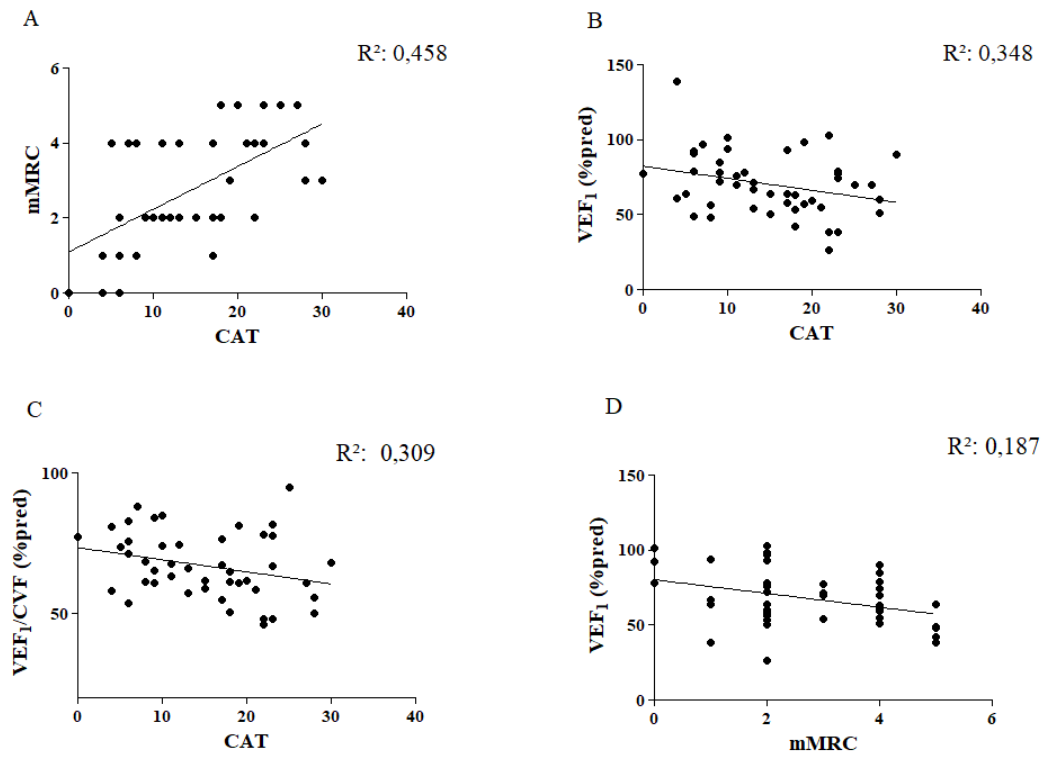 A
R²: 0,458
mMRC
6
4
2
0
0 10 20 30 40
CAT
B
R²: 0,348
VEF₁ (%pred)
150
100
50
0
0 10 20 30 40
CAT
C
R²: 0,309
VEF₁/CVF (%pred)
100
50
0 10 20 30 40
CAT
D
R²: 0,187
VEF₁ (%pred)
150
100
50
0
0 2 4 6
mMRC